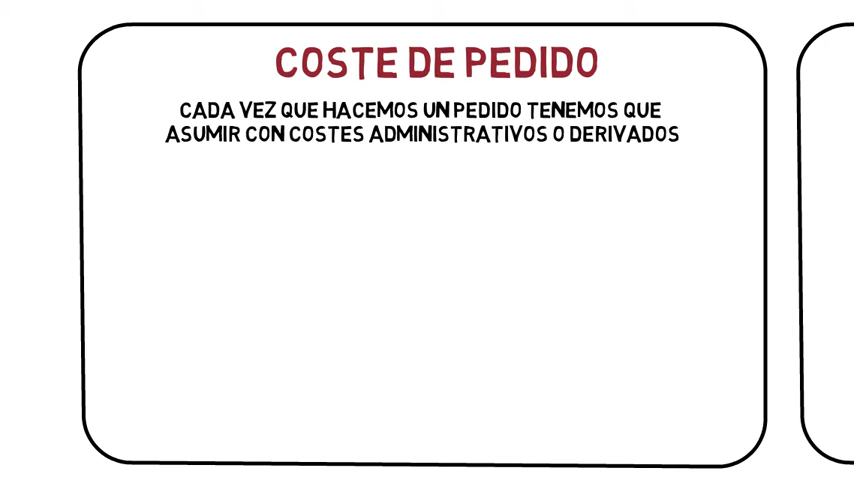 COSTE DE PEDIDO
CADA VEZ QUE HACEMOS UN PEDIDO TENEMOS QUE
ASUMIR CON COSTES ADMINISTRATIVOS O DERIVADOS